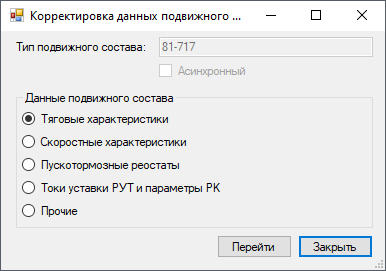 Корректировка данных подвижного ...
Тип подвижного состава: 81-717
Асинхронный
Данные подвижного состава
Тяговые характеристики
Скоростные характеристики
Пускотормозные реостаты
Токи уставки РУТ и параметры РК
Прочие
Перейти Закрыть